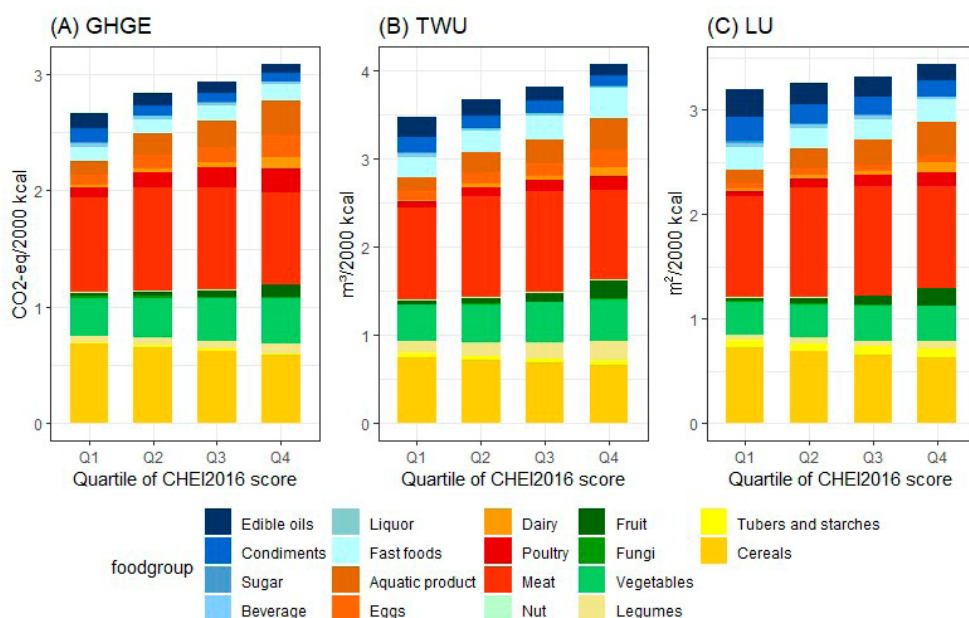 (A) GHGE
(B) TWU
(C) LU
CO2-eq/2000 kcal
3
2
1
0
Q1 Q2 Q3 Q4
Quartile of CHEI2016 score
m³/2000 kcal
4
3
2
1
0
Q1 Q2 Q3 Q4
Quartile of CHEI2016 score
m²/2000 kcal
3
2
1
0
Q1 Q2 Q3 Q4
Quartile of CHEI2016 score
foodgroup
Edible oils
Condiments
Sugar
Beverage
Liquor
Fast foods
Aquatic product
Eggs
Dairy
Poultry
Meat
Nut
Fruit
Fungi
Vegetables
Legumes
Tubers and starches
Cereals